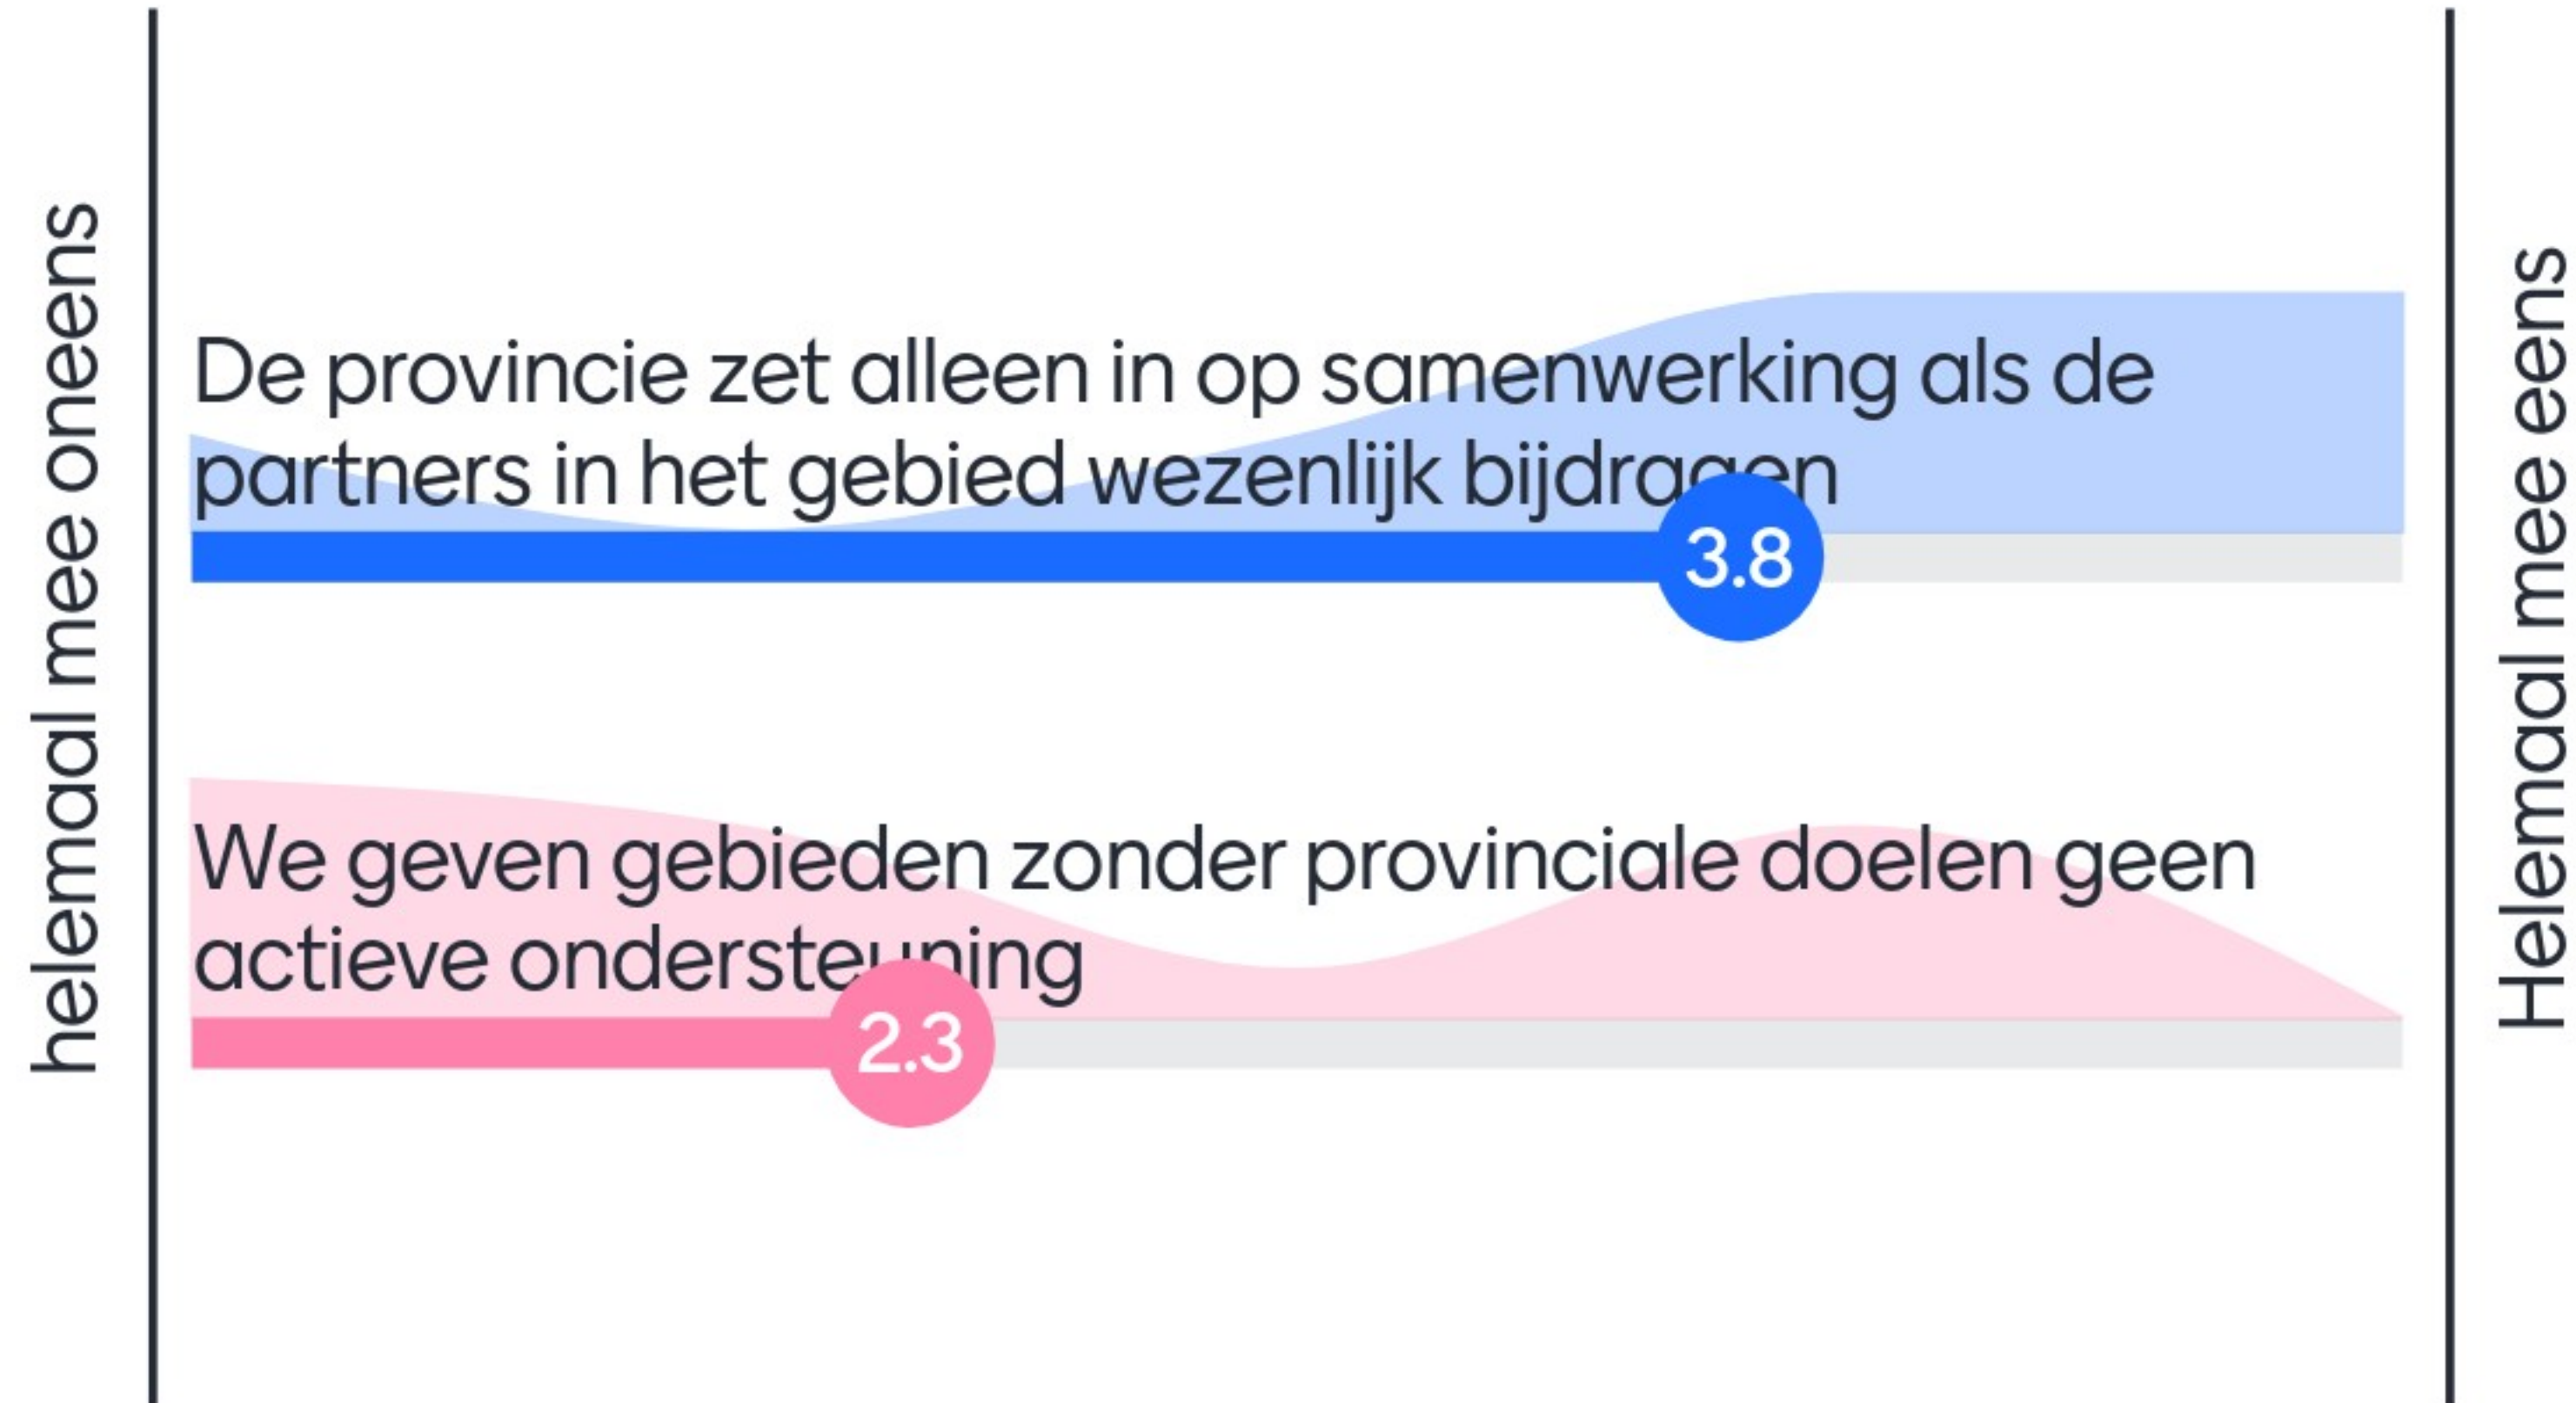 helemaal mee oneens
De provincie zet alleen in op samenwerking als de
partners in het gebied wezenlijk bijdragen
3.8
We geven gebieden zonder provinciale doelen geen
actieve ondersteuning
2.3
Helemaal mee eens